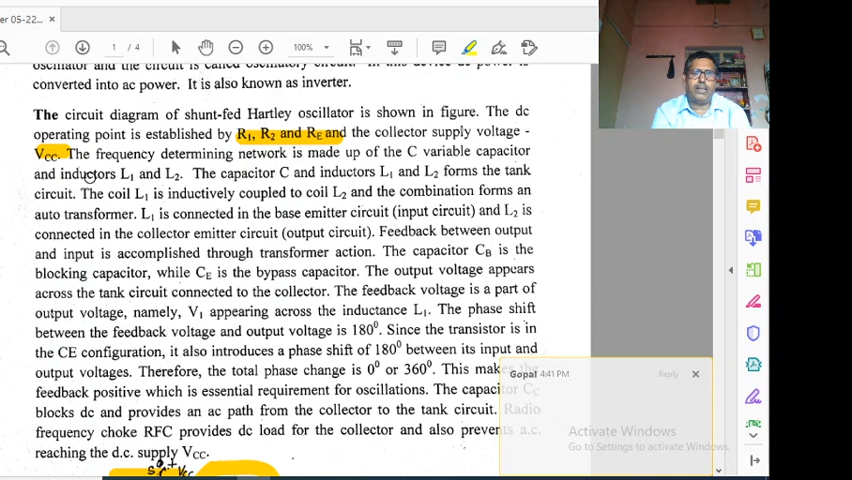 er 05-22...
×
1 / 4
100%
oscillator and the circuit is called oscillatory circuit. In this device dc power is
converted into ac power. It is also known as inverter.
The circuit diagram of shunt-fed Hartley oscillator is shown in figure. The dc
operating point is established by R1, R2 and RE and the collector supply voltage -
VCC. The frequency determining network is made up of the C variable capacitor
and inductors L1 and L2. The capacitor C and inductors L1 and L2 forms the tank
circuit. The coil L1 is inductively coupled to coil L2 and the combination forms an
auto transformer. L1 is connected in the base emitter circuit (input circuit) and L2 is
connected in the collector emitter circuit (output circuit). Feedback between output
and input is accomplished through transformer action. The capacitor CB is the
blocking capacitor, while CE is the bypass capacitor. The output voltage appears
across the tank circuit connected to the collector. The feedback voltage is a part of
output voltage, namely, V1 appearing across the inductance L1. The phase shift
between the feedback voltage and output voltage is 180⁰. Since the transistor is in
the CE configuration, it also introduces a phase shift of 180⁰ between its input and
output voltages. Therefore, the total phase change is 0⁰ or 360⁰. This makes the
feedback positive which is essential requirement for oscillations. The capacitor CC
blocks dc and provides an ac path from the collector to the tank circuit. Radio
frequency choke RFC provides dc load for the collector and also prevents a.c.
reaching the d.c. supply VCC.
+ VCC
Gopal 4:41 PM
Reply ×
Activate Windows
Go to Settings to activate Windows.